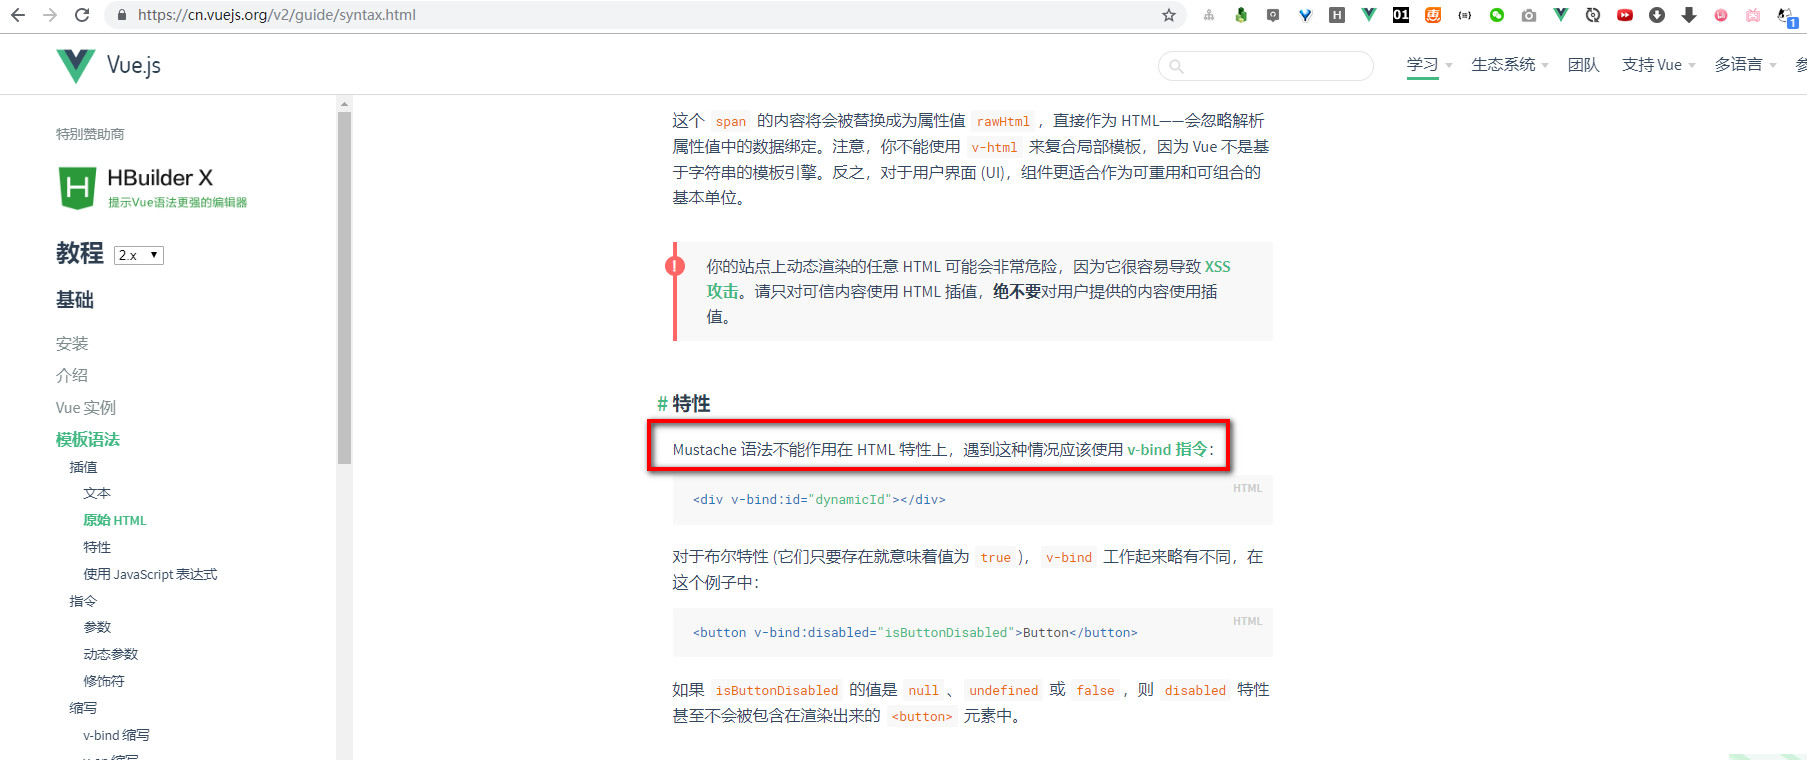 https://cn.vuejs.org/v2/guide/syntax.html
Vue.js
学习
生态系统
团队
支持 Vue
多语言
特别赞助商
HBuilder X
提示Vue语法更强的编辑器
教程 2.x
基础
安装
介绍
Vue 实例
模板语法
插值
文本
原始 HTML
特性
使用 JavaScript 表达式
指令
参数
动态参数
修饰符
缩写
v-bind 缩写
v-on 缩写
这个 span 的内容将会被替换成为属性值 rawHtml，直接作为 HTML——会忽略解析
属性值中的数据绑定。注意，你不能使用 v-html 来复合局部模板，因为 Vue 不是基
于字符串的模板引擎。反之，对于用户界面 (UI)，组件更适合作为可重用和可组合的
基本单位。
!
你的站点上动态渲染的任意 HTML 可能会非常危险，因为它很容易导致 XSS
攻击。请只对可信内容使用 HTML 插值，绝不要对用户提供的内容使用插
值。
# 特性
Mustache 语法不能作用在 HTML 特性上，遇到这种情况应该使用 v-bind 指令：
HTML
<div v-bind:id="dynamicId"></div>
对于布尔特性 (它们只要存在就意味着值为 true)，v-bind 工作起来略有不同，在
这个例子中：
HTML
<button v-bind:disabled="isButtonDisabled">Button</button>
如果 isButtonDisabled 的值是 null、undefined 或 false，则 disabled 特性
甚至不会被包含在渲染出来的 <button> 元素中。